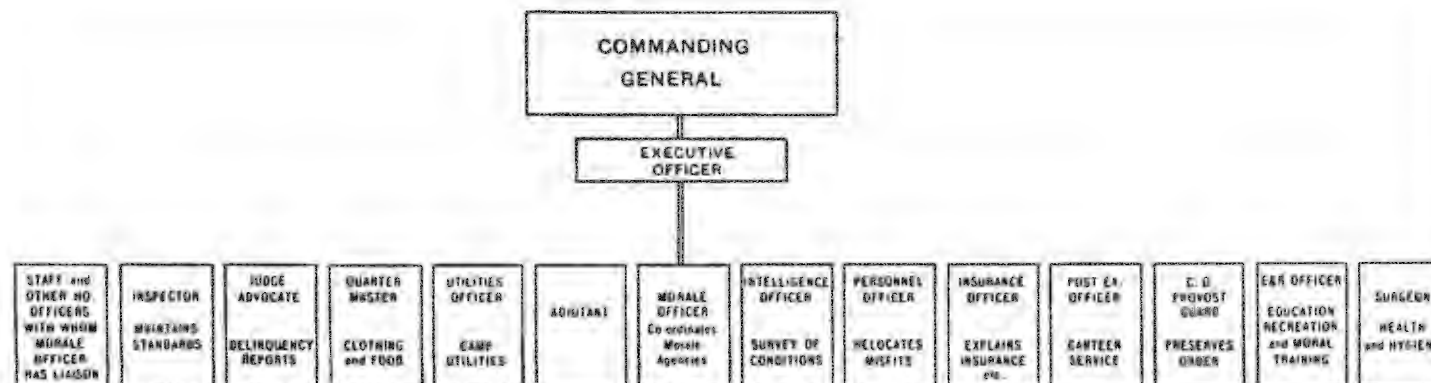 COMMANDING
GENERAL
EXECUTIVE
OFFICER
STAFF and
OTHER HQ.
OFFICERS
WITH WHOM
MORALE
OFFICER
HAS LIAISON
INSPECTOR
MAINTAINS
STANDARDS
JUDGE
ADVOCATE
DELINQUENCY
REPORTS
QUARTER
MASTER
CLOTHING
and FOOD
UTILITIES
OFFICER
CAMP
UTILITIES
ADJUTANT
MORALE
OFFICER
Co-ordinates
Morale
Agencies
INTELLIGENCE
OFFICER
SURVEY OF
CONDITIONS
PERSONNEL
OFFICER
RELOCATES
MISFITS
INSURANCE
OFFICER
EXPLAINS
INSURANCE
etc.
POST EX.
OFFICER
CANTEEN
SERVICE
C. O.
PROVOST
GUARD
PRESERVES
ORDER
E&R OFFICER
EDUCATION
RECREATION
and MORAL
TRAINING
SURGEON
HEALTH
and HYGIENE